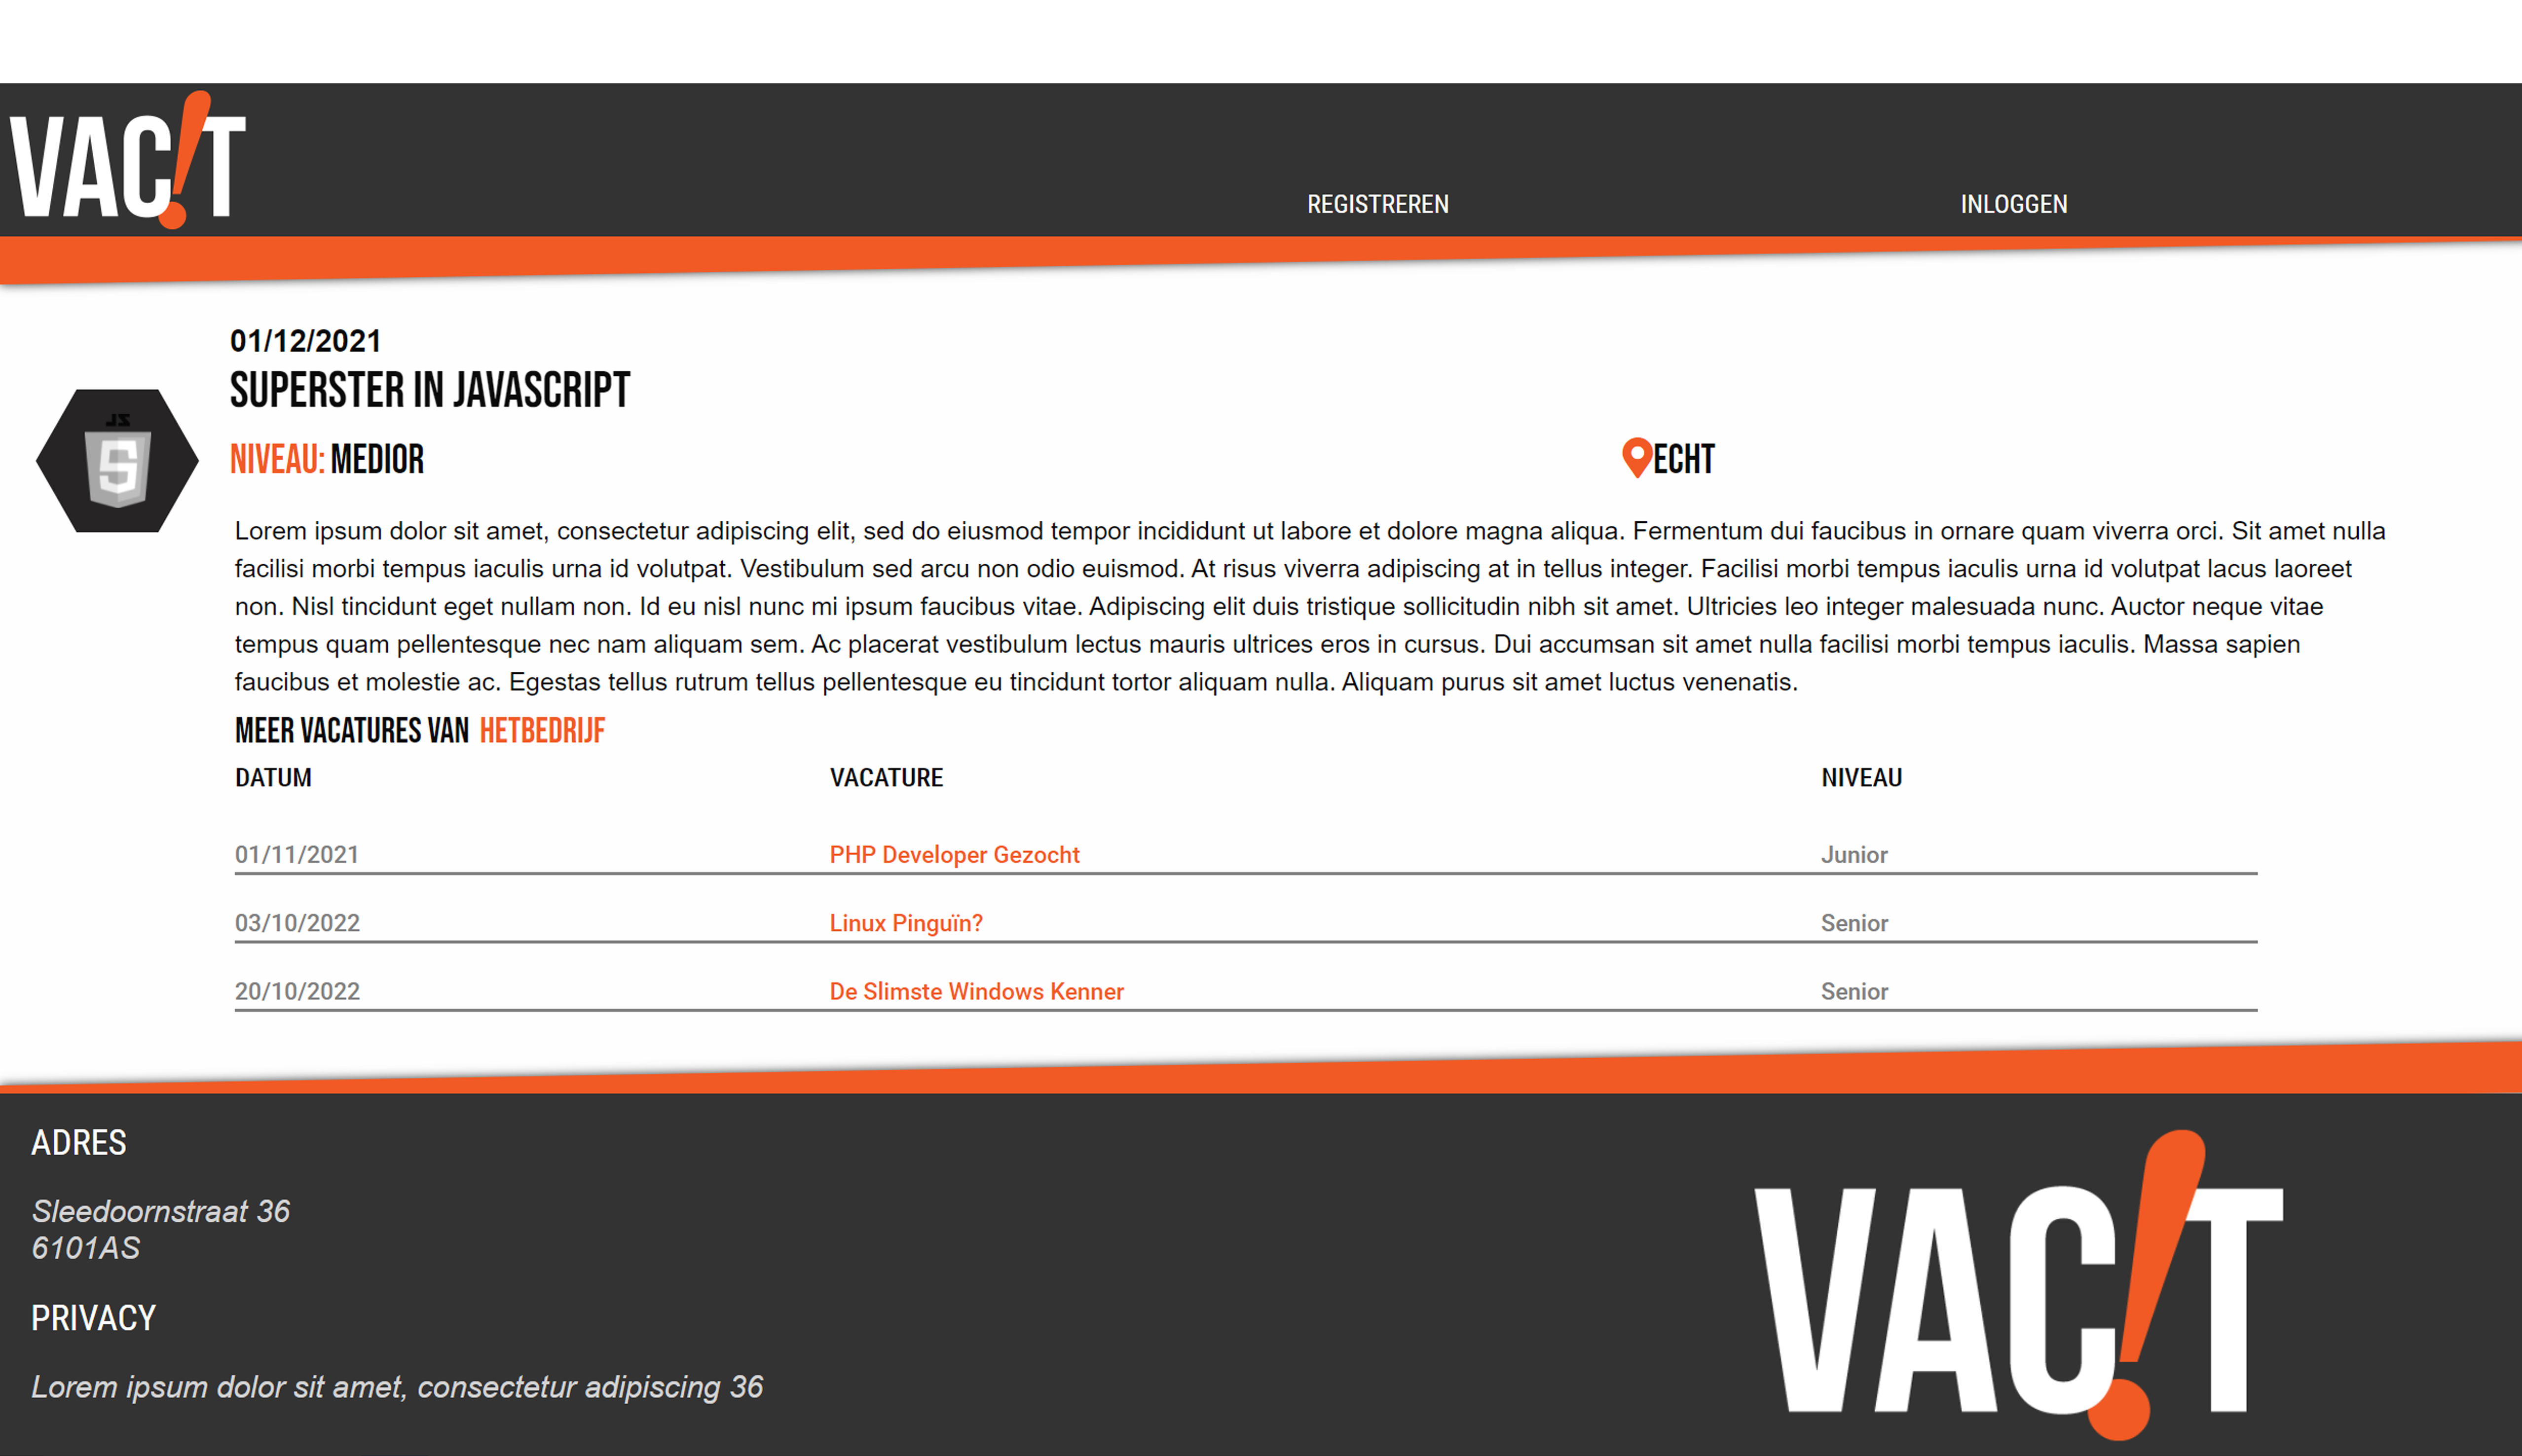 VAC!T
REGISTREREN INLOGGEN
01/12/2021
SUPERSTER IN JAVASCRIPT
JS
NIVEAU: MEDIOR ECHT
Lorem ipsum dolor sit amet, consectetur adipiscing elit, sed do eiusmod tempor incididunt ut labore et dolore magna aliqua. Fermentum dui faucibus in ornare quam viverra orci. Sit amet nulla
facilisi morbi tempus iaculis urna id volutpat. Vestibulum sed arcu non odio euismod. At risus viverra adipiscing at in tellus integer. Facilisi morbi tempus iaculis urna id volutpat lacus laoreet
non. Nisl tincidunt eget nullam non. Id eu nisl nunc mi ipsum faucibus vitae. Adipiscing elit duis tristique sollicitudin nibh sit amet. Ultricies leo integer malesuada nunc. Auctor neque vitae
tempus quam pellentesque nec nam aliquam sem. Ac placerat vestibulum lectus mauris ultrices eros in cursus. Dui accumsan sit amet nulla facilisi morbi tempus iaculis. Massa sapien
faucibus et molestie ac. Egestas tellus rutrum tellus pellentesque eu tincidunt tortor aliquam nulla. Aliquam purus sit amet luctus venenatis.
MEER VACATURES VAN HETBEDRIJF
DATUM VACATURE NIVEAU
01/11/2021 PHP Developer Gezocht Junior
03/10/2022 Linux Pinguïn? Senior
20/10/2022 De Slimste Windows Kenner Senior
ADRES
Sleedoornstraat 36
6101AS
PRIVACY
Lorem ipsum dolor sit amet, consectetur adipiscing 36
VAC!T